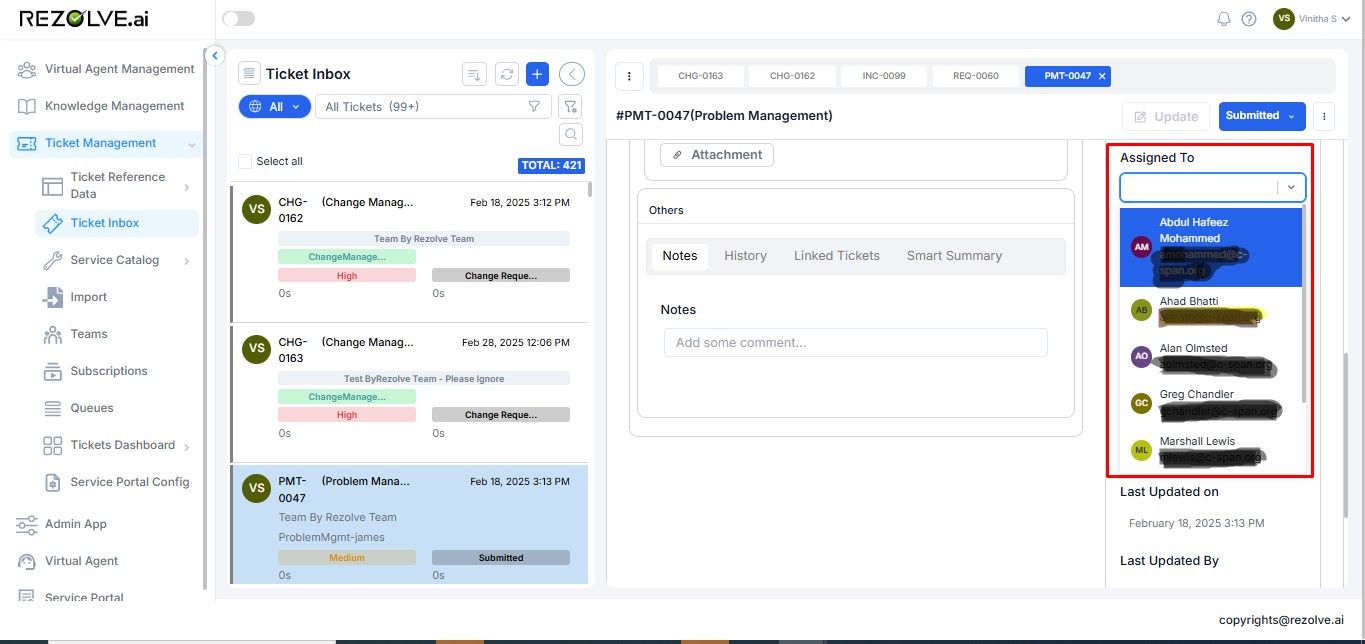 REZOLVE.ai
VS Vinitha S
Virtual Agent Management
Knowledge Management
Ticket Management
Ticket Reference
Data
Ticket Inbox
Service Catalog
Import
Teams
Subscriptions
Queues
Tickets Dashboard
Service Portal Config
Admin App
Virtual Agent
Service Portal
Ticket Inbox
All
All Tickets (99+)
Select all
TOTAL: 421
VS
CHG-
0162
(Change Manag...
Feb 18, 2025 3:12 PM
Team By Rezolve Team
ChangeManage...
High
Change Reque...
0s
0s
VS
CHG-
0163
(Change Manag...
Feb 28, 2025 12:06 PM
Test ByRezolve Team - Please Ignore
ChangeManage...
High
Change Reque...
0s
0s
VS
PMT-
0047
(Problem Mana...
Feb 18, 2025 3:13 PM
Team By Rezolve Team
ProblemMgmt-james
Medium
Submitted
0s
0s
CHG-0163
CHG-0162
INC-0099
REQ-0060
PMT-0047
#PMT-0047(Problem Management)
Update
Submitted
Attachment
Others
Notes
History
Linked Tickets
Smart Summary
Notes
Add some comment...
Assigned To
AM
Abdul Hafeez
Mohammed
AB
Ahad Bhatti
AO
Alan Olmsted
GC
Greg Chandler
ML
Marshall Lewis
Last Updated on
February 18, 2025 3:13 PM
Last Updated By
copyrights@rezolve.ai